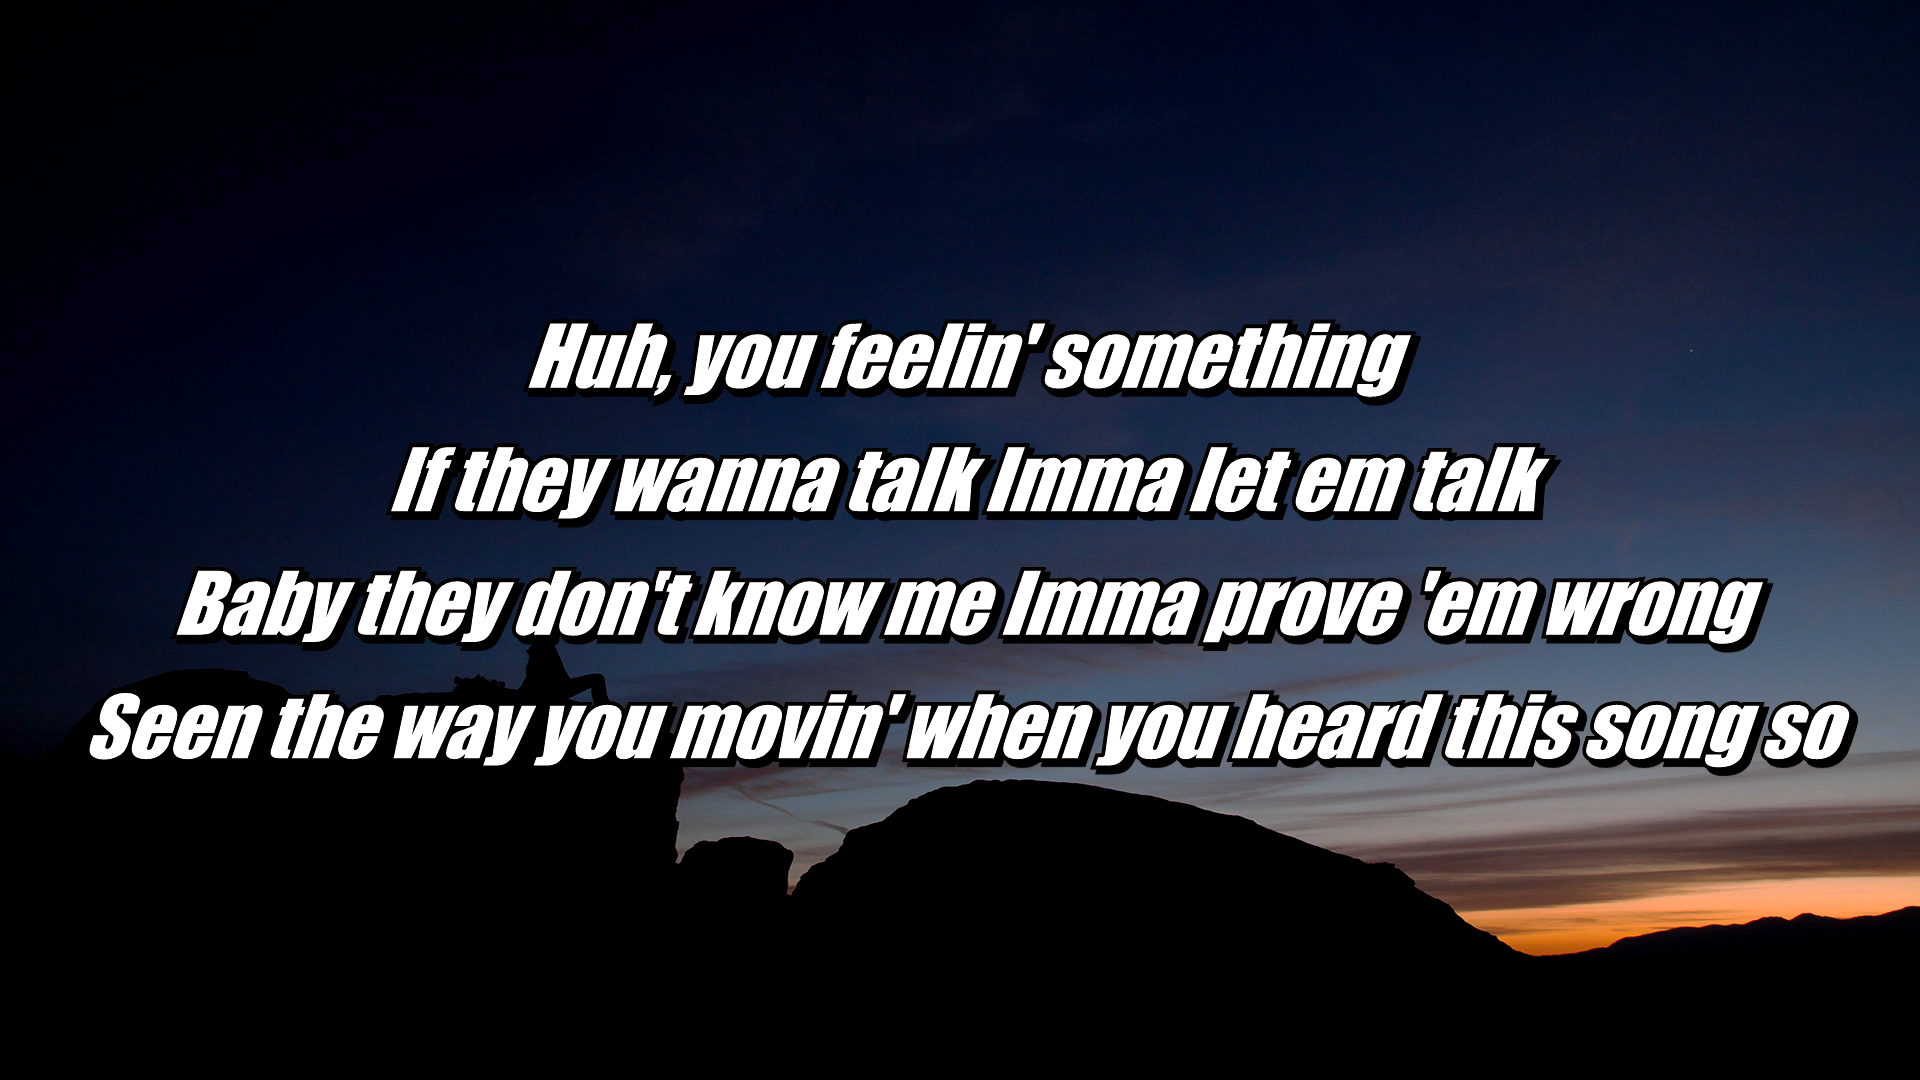 Huh, you feelin' something
If they wanna talk Imma let em talk
Baby they don't know me Imma prove 'em wrong
Seen the way you movin' when you heard this song so